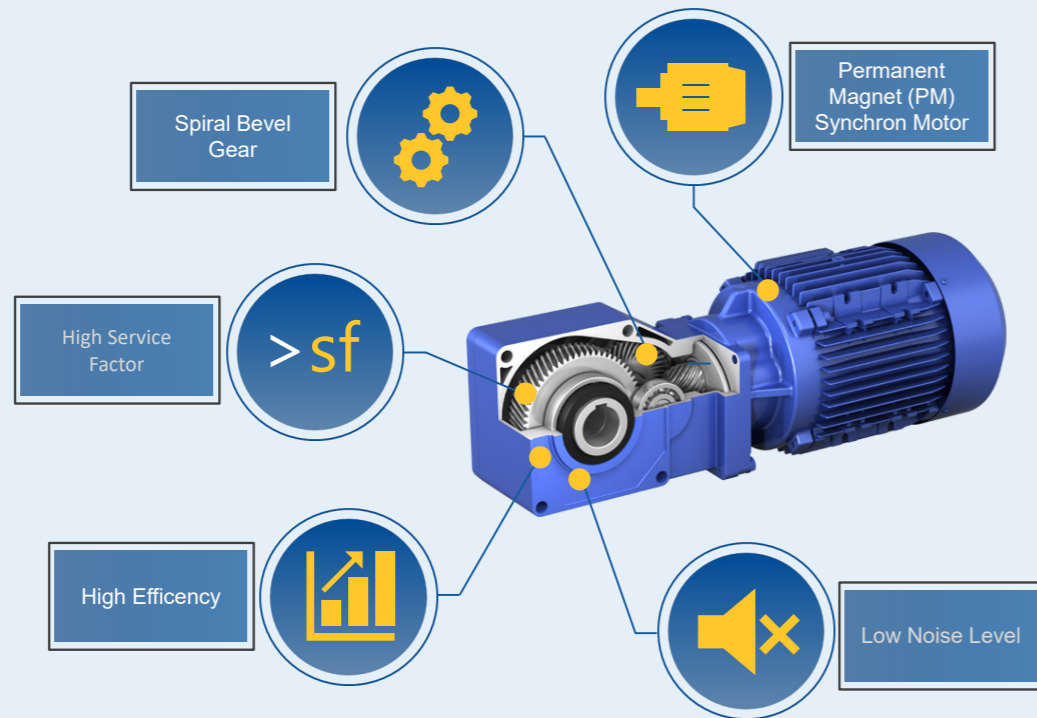 Spiral Bevel
Gear
Permanent
Magnet (PM)
Synchron Motor
High Service
Factor
>sf
High Efficency
Low Noise Level